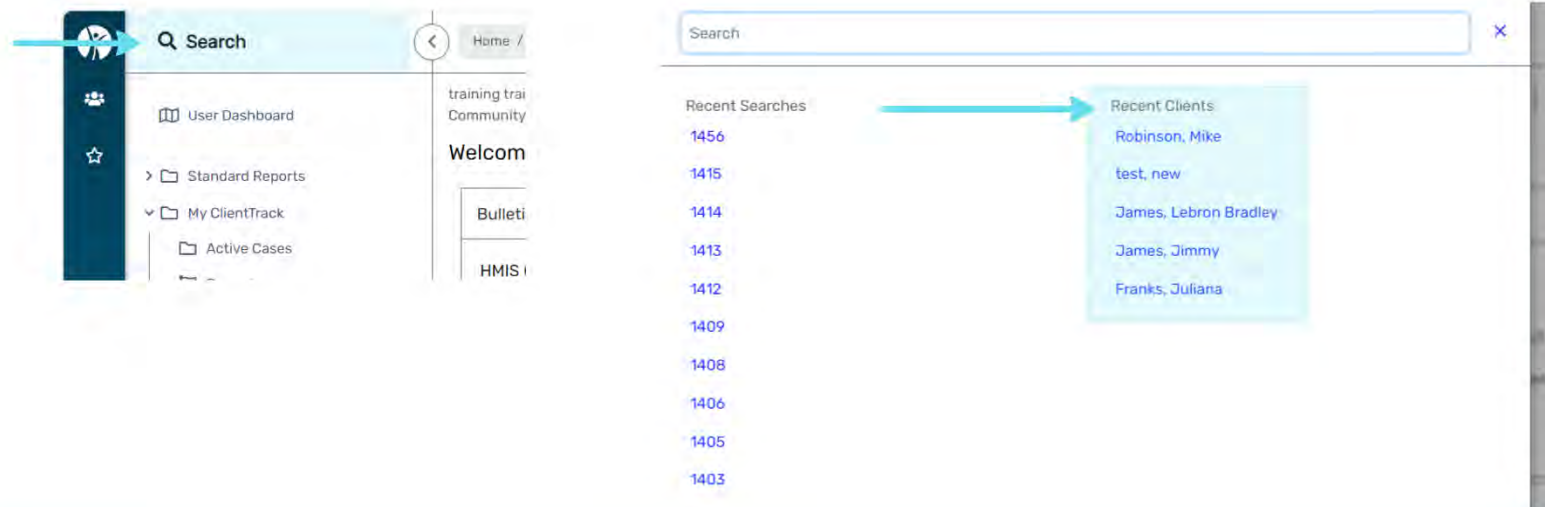 Search
Home /
User Dashboard
Standard Reports
My ClientTrack
Active Cases
training trai
Community
Welcom
Bulleti
HMIS
Search
Recent Searches
1456
1415
1414
1413
1412
1409
1408
1406
1405
1403
Recent Clients
Robinson, Mike
test, new
James, Lebron Bradley
James, Jimmy
Franks, Juliana